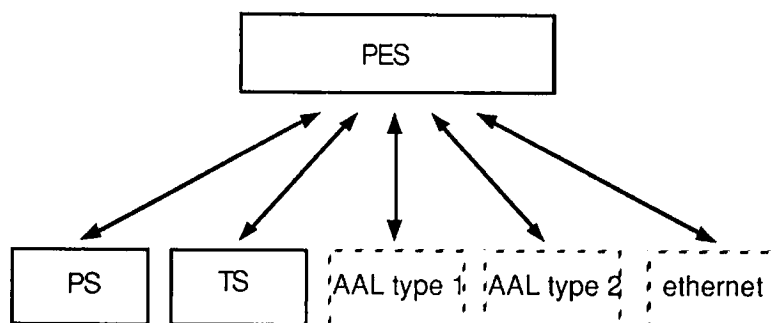 PES
PS
TS
AAL type 1
AAL type 2
ethernet